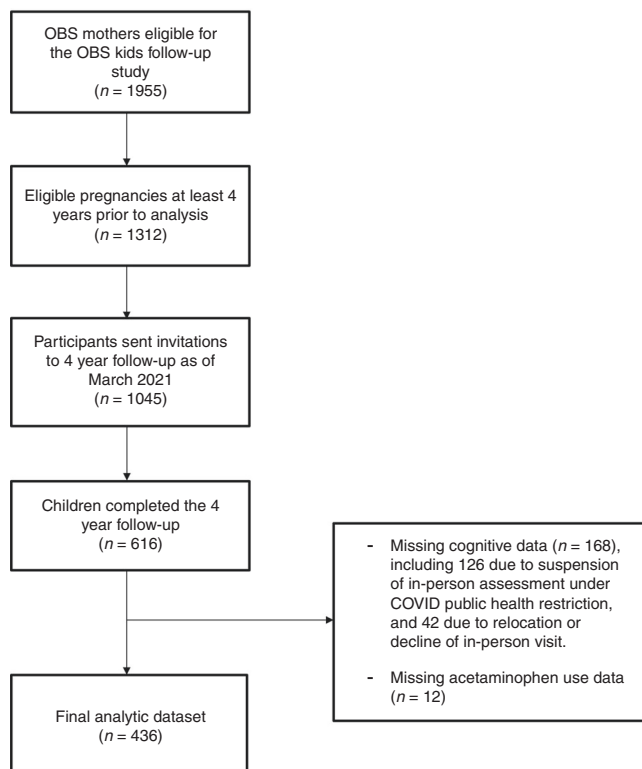 OBS mothers eligible for
the OBS kids follow-up
study
(n = 1955)
Eligible pregnancies at least 4
years prior to analysis
(n = 1312)
Participants sent invitations
to 4 year follow-up as of
March 2021
(n = 1045)
Children completed the 4
year follow-up
(n = 616)
- Missing cognitive data (n = 168),
including 126 due to suspension
of in-person assessment under
COVID public health restriction,
and 42 due to relocation or
decline of in-person visit.
- Missing acetaminophen use data
(n = 12)
Final analytic dataset
(n = 436)